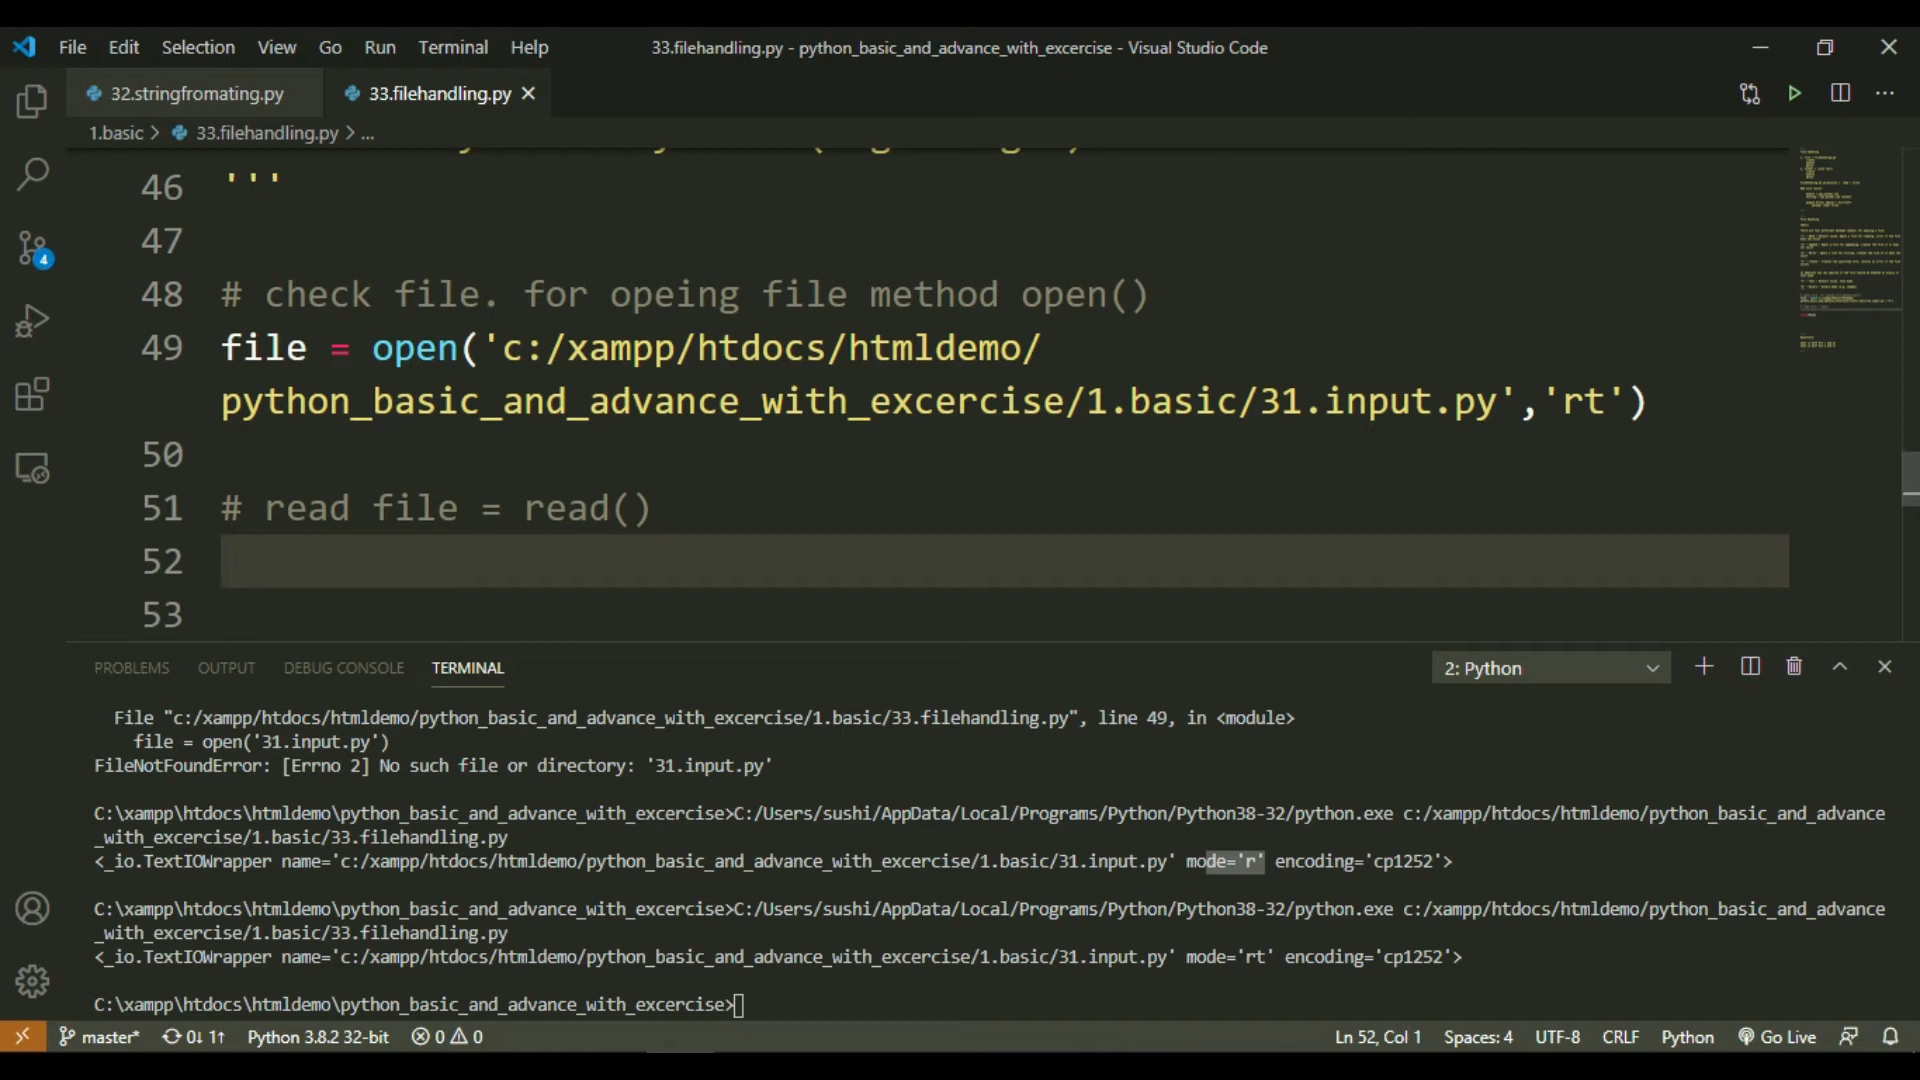 File Edit Selection View Go Run Terminal Help
33.filehandling.py - python_basic_and_advance_with_excercise - Visual Studio Code
32.stringfromating.py
33.filehandling.py
1.basic > 33.filehandling.py > ...
46 '''
47
48 # check file. for opeing file method open()
49 file = open('c:/xampp/htdocs/htmldemo/
python_basic_and_advance_with_excercise/1.basic/31.input.py','rt')
50
51 # read file = read()
52
53
4
PROBLEMS OUTPUT DEBUG CONSOLE TERMINAL
2: Python
File "c:/xampp/htdocs/htmldemo/python_basic_and_advance_with_excercise/1.basic/33.filehandling.py", line 49, in <module>
file = open('31.input.py')
FileNotFoundError: [Errno 2] No such file or directory: '31.input.py'
C:\xampp\htdocs\htmldemo\python_basic_and_advance_with_excercise>C:/Users/sushi/AppData/Local/Programs/Python/Python38-32/python.exe c:/xampp/htdocs/htmldemo/python_basic_and_advance
_with_excercise/1.basic/33.filehandling.py
<_io.TextIOWrapper name='c:/xampp/htdocs/htmldemo/python_basic_and_advance_with_excercise/1.basic/31.input.py' mode='r' encoding='cp1252'>
C:\xampp\htdocs\htmldemo\python_basic_and_advance_with_excercise>C:/Users/sushi/AppData/Local/Programs/Python/Python38-32/python.exe c:/xampp/htdocs/htmldemo/python_basic_and_advance
_with_excercise/1.basic/33.filehandling.py
<_io.TextIOWrapper name='c:/xampp/htdocs/htmldemo/python_basic_and_advance_with_excercise/1.basic/31.input.py' mode='rt' encoding='cp1252'>
C:\xampp\htdocs\htmldemo\python_basic_and_advance_with_excercise>
master* 0↓ 1↑ Python 3.8.2 32-bit 0 0
Ln 52, Col 1 Spaces: 4 UTF-8 CRLF Python Go Live